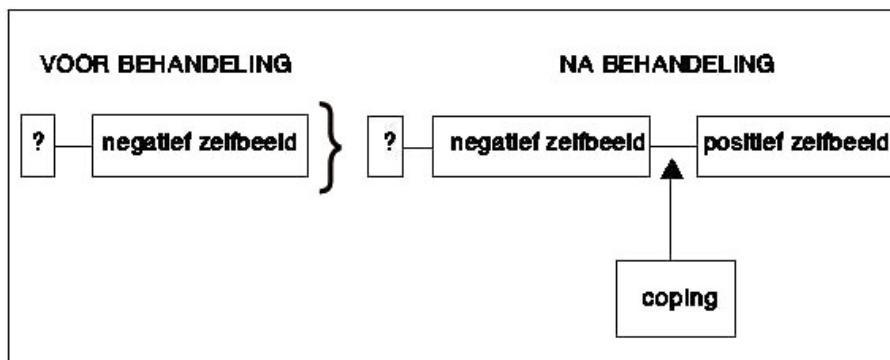 VOOR BEHANDELING
NA BEHANDELING
? negatief zelfbeeld } ? negatief zelfbeeld positief zelfbeeld
coping